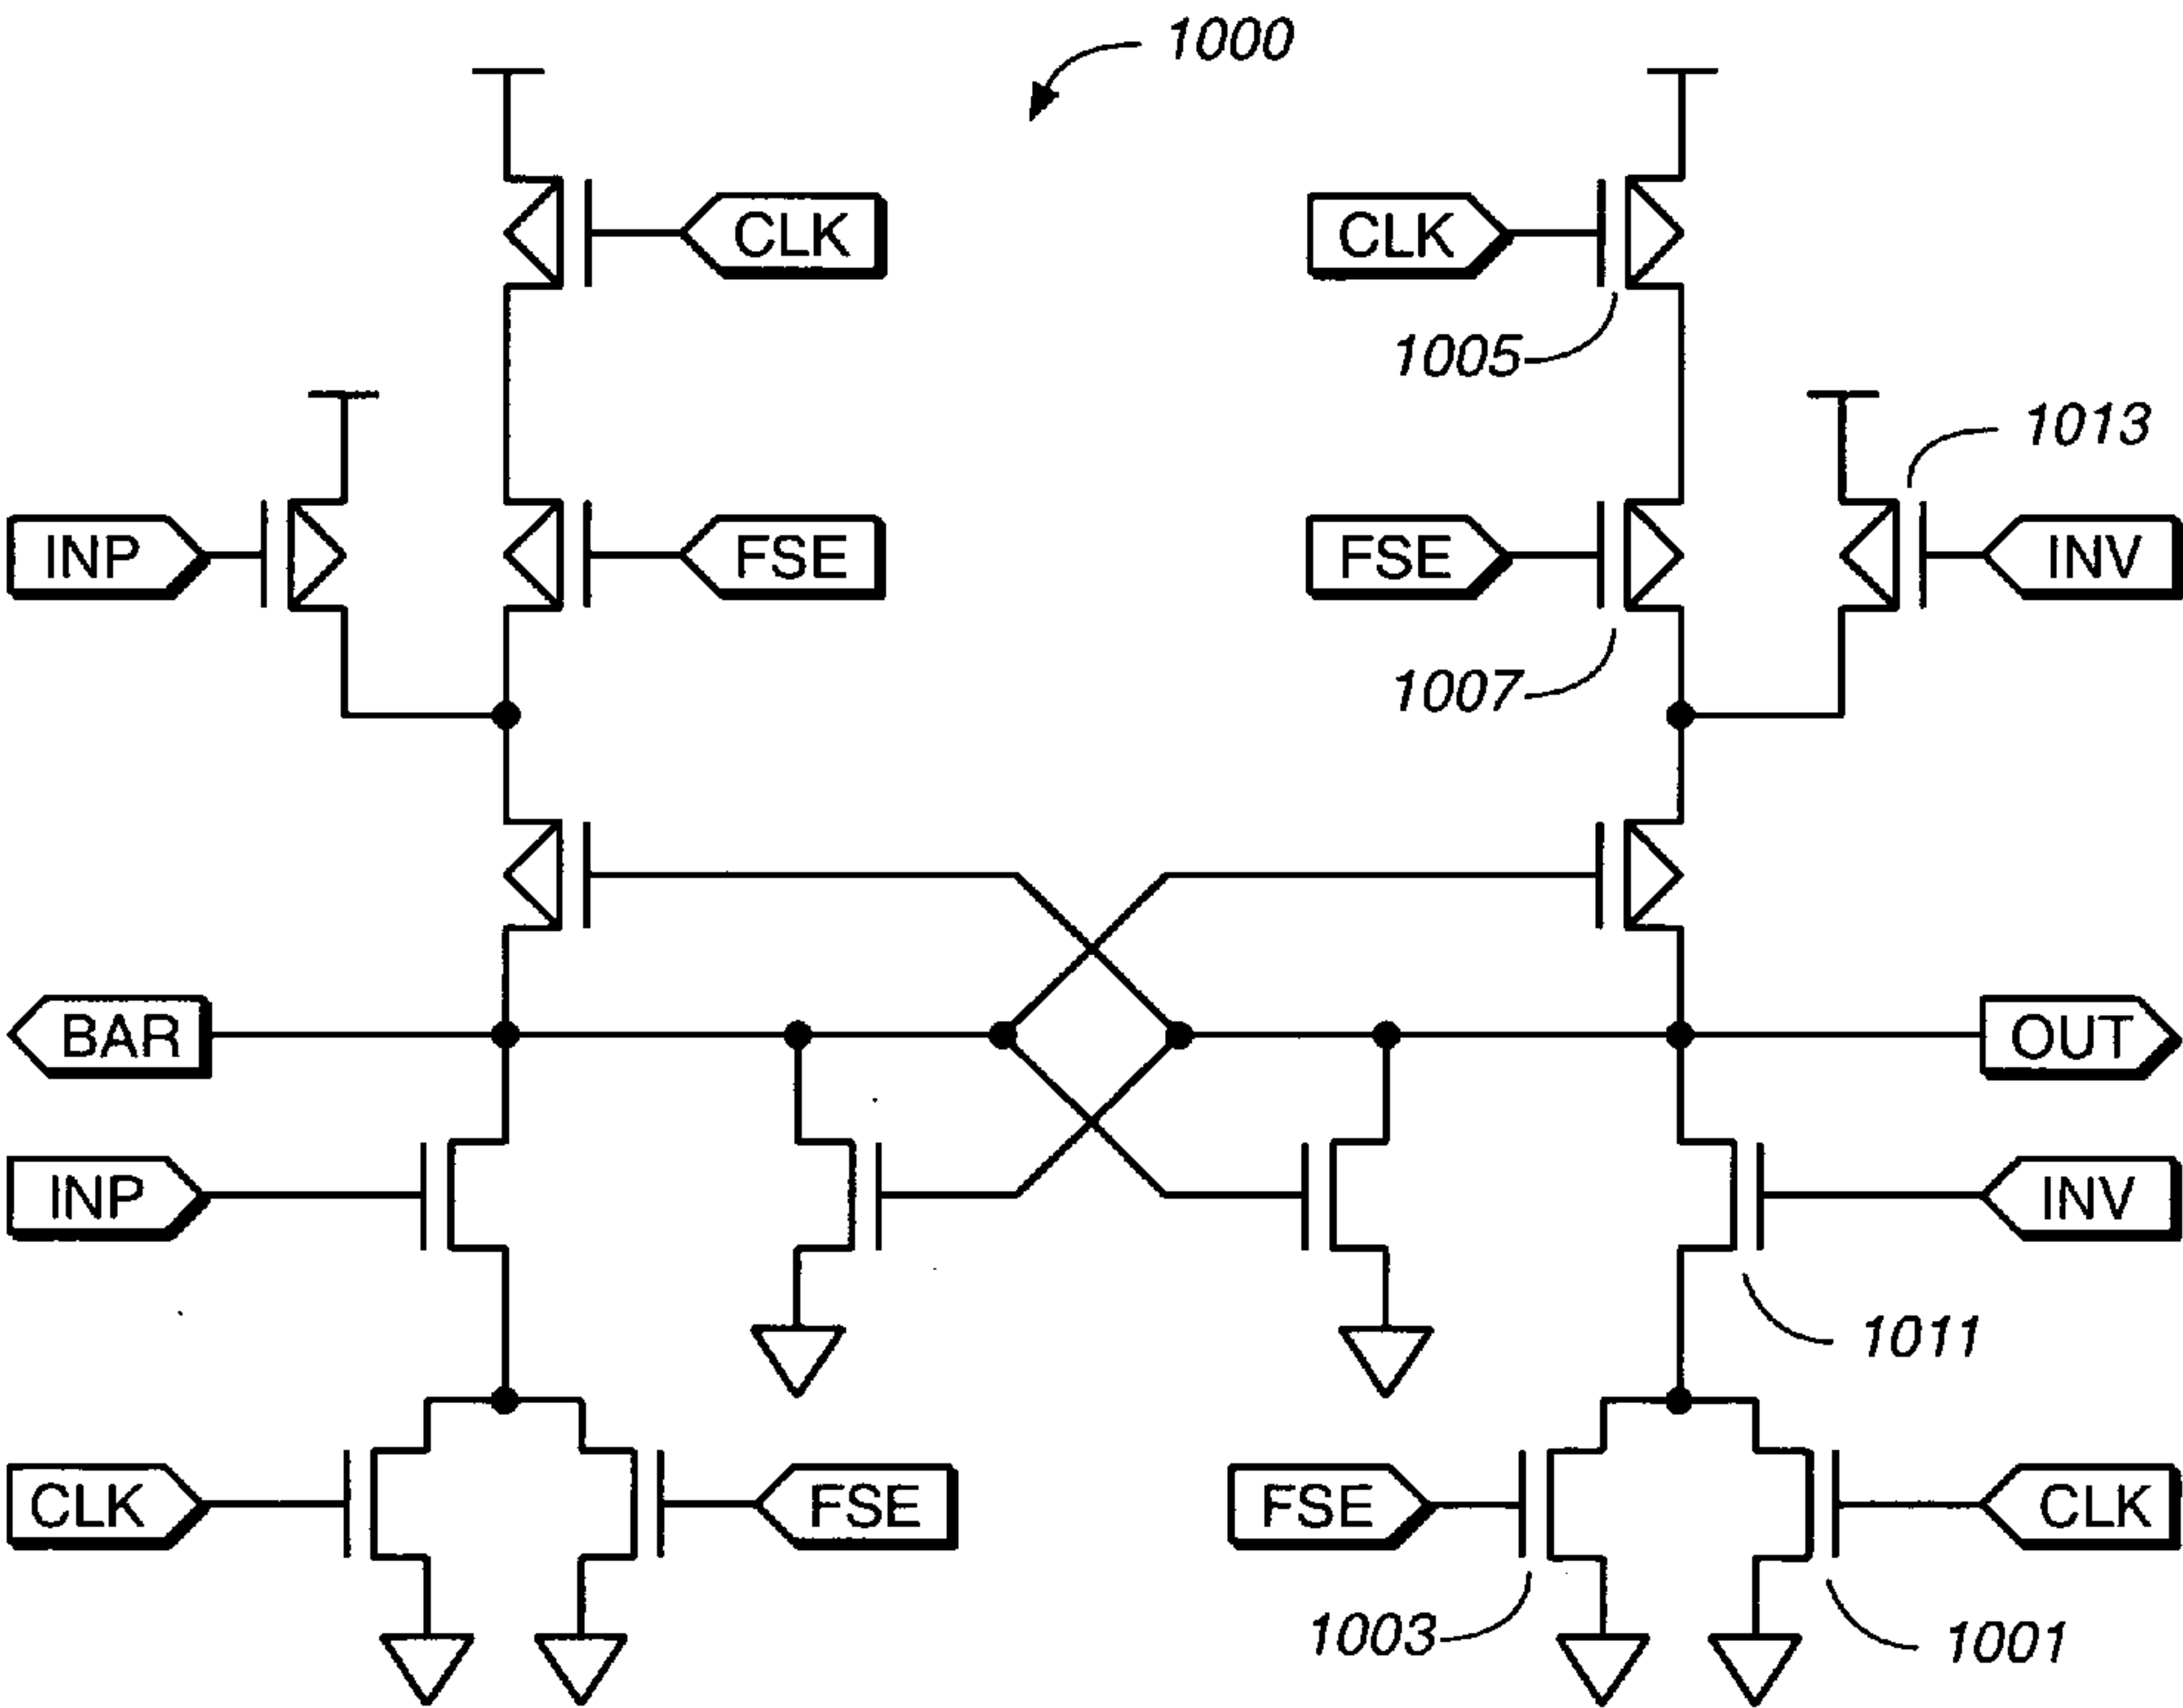 1000
CLK
CLK
1005
1013
INP
FSE
FSE
INV
1007
BAR
OUT
INP
INV
1011
CLK
FSE
FSE
CLK
1003
1001